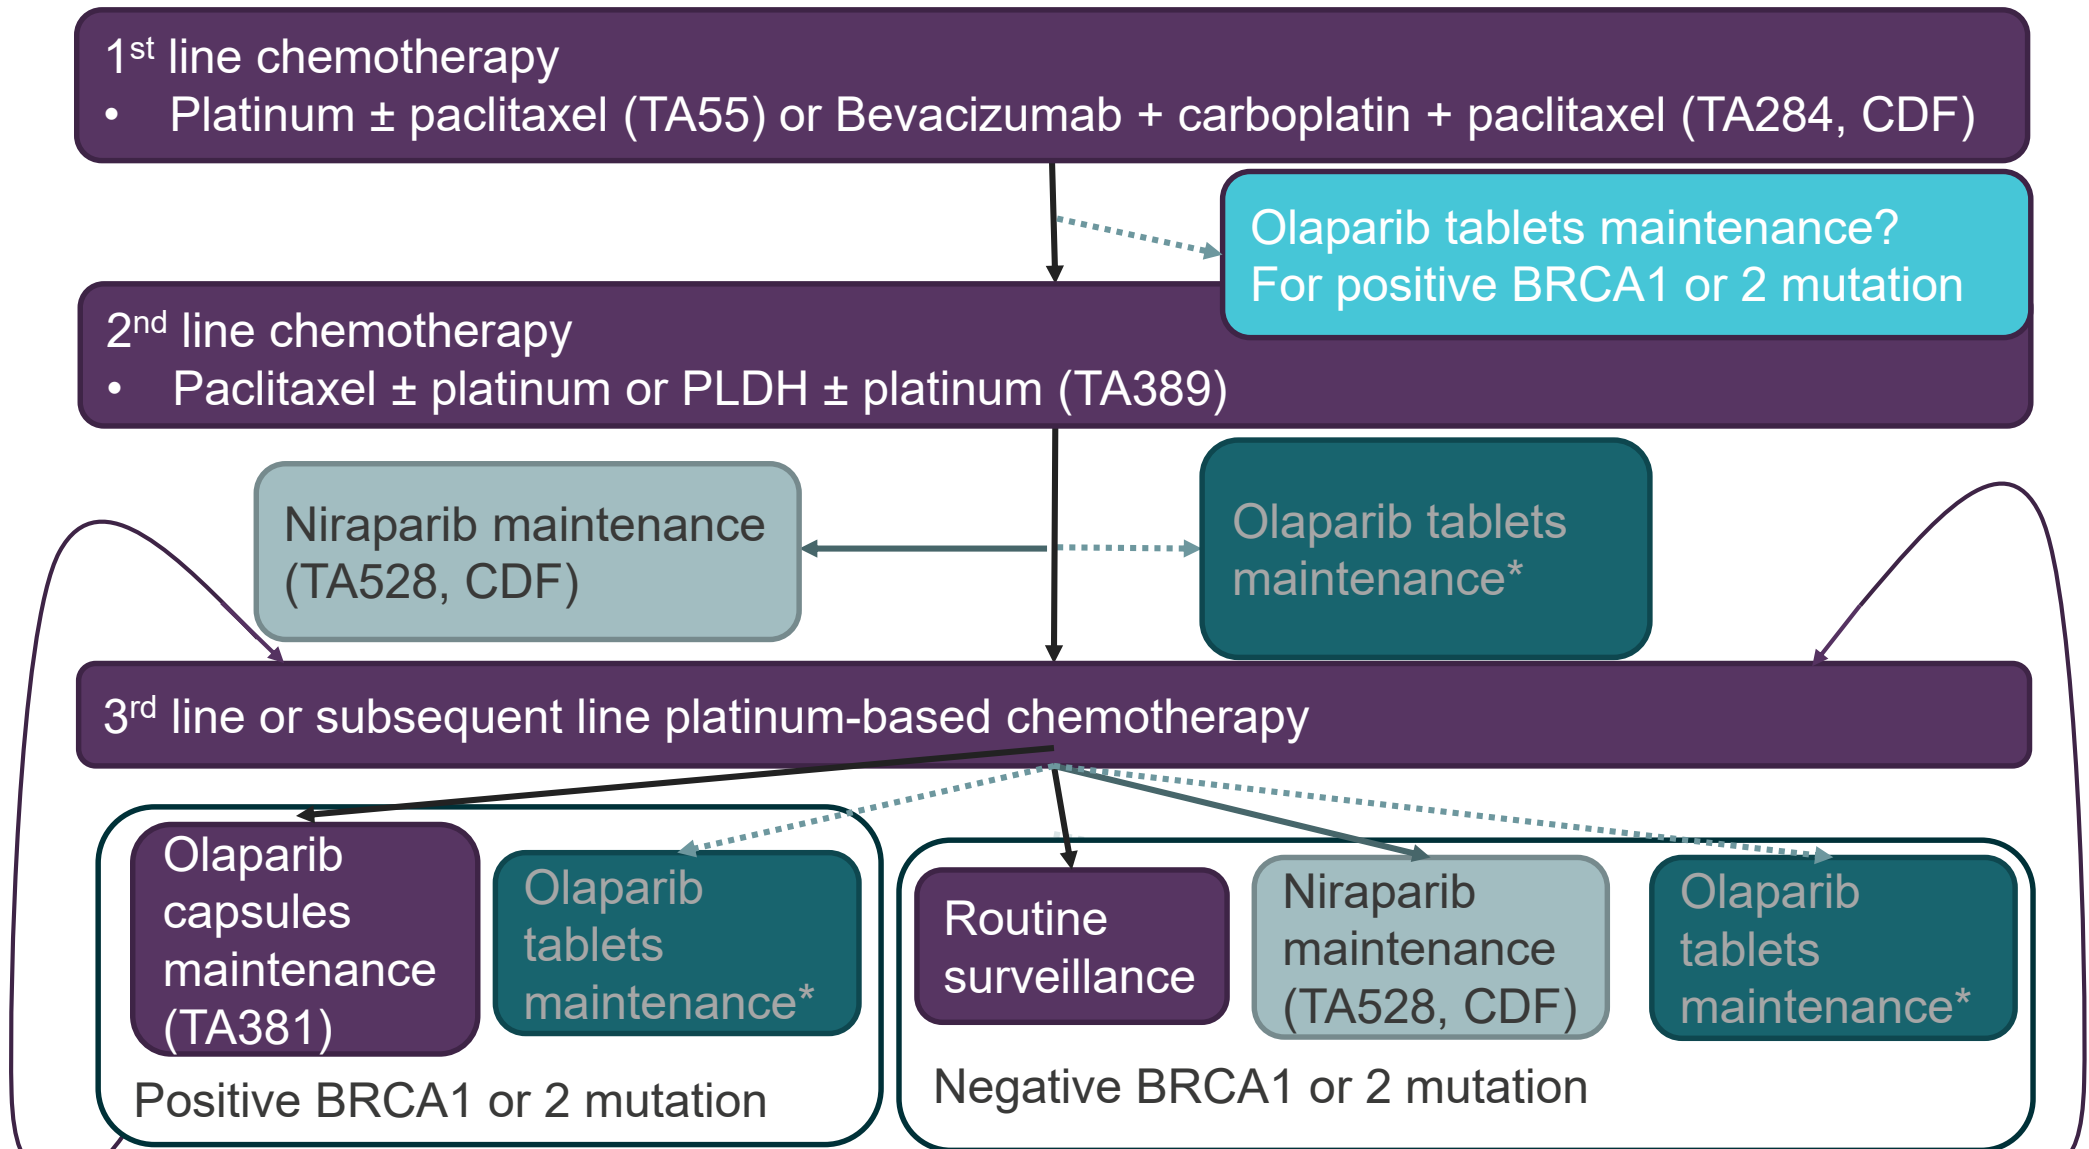 1st line chemotherapy
• Platinum ± paclitaxel (TA55) or Bevacizumab + carboplatin + paclitaxel (TA284, CDF)
Olaparib tablets maintenance?
For positive BRCA1 or 2 mutation
2nd line chemotherapy
• Paclitaxel ± platinum or PLDH ± platinum (TA389)
Niraparib maintenance
(TA528, CDF)
Olaparib tablets
maintenance*
3rd line or subsequent line platinum-based chemotherapy
Olaparib
capsules
maintenance
(TA381)
Olaparib
tablets
maintenance*
Positive BRCA1 or 2 mutation
Routine
surveillance
Niraparib
maintenance
(TA528, CDF)
Olaparib
tablets
maintenance*
Negative BRCA1 or 2 mutation